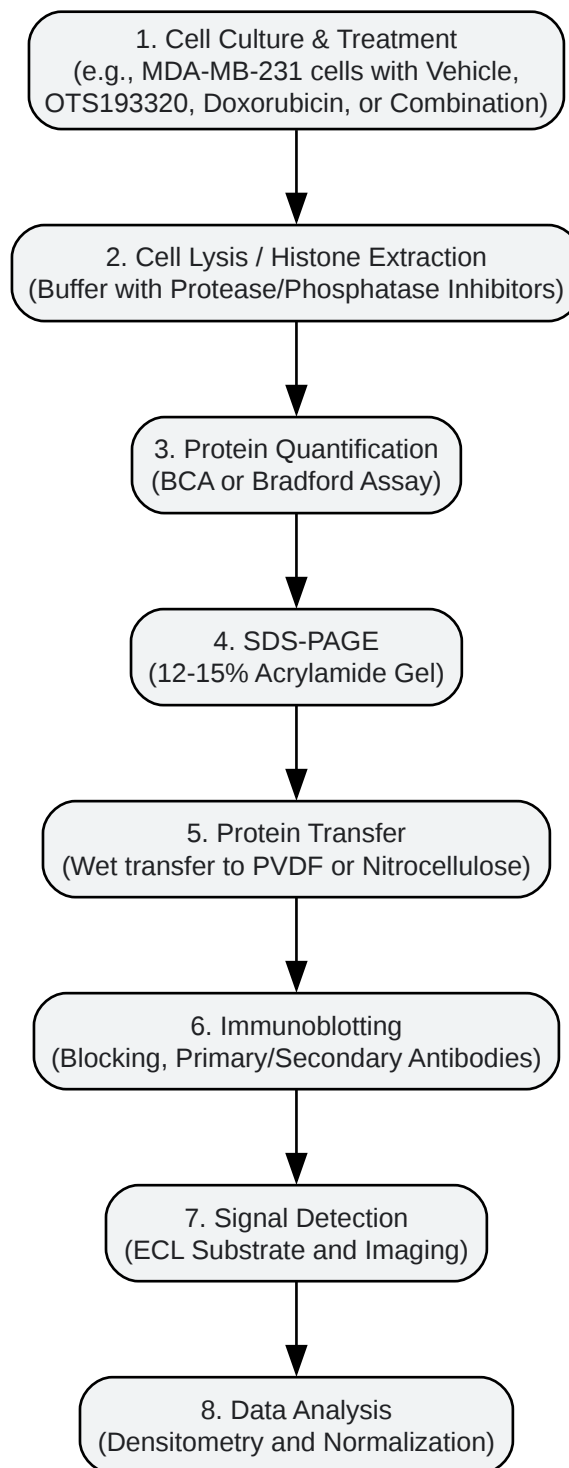 1. Cell Culture & Treatment
(e.g., MDA-MB-231 cells with Vehicle,
OTS193320, Doxorubicin, or Combination)
2. Cell Lysis / Histone Extraction
(Buffer with Protease/Phosphatase Inhibitors)
3. Protein Quantification
(BCA or Bradford Assay)
4. SDS-PAGE
(12-15% Acrylamide Gel)
5. Protein Transfer
(Wet transfer to PVDF or Nitrocellulose)
6. Immunoblotting
(Blocking, Primary/Secondary Antibodies)
7. Signal Detection
(ECL Substrate and Imaging)
8. Data Analysis
(Densitometry and Normalization)